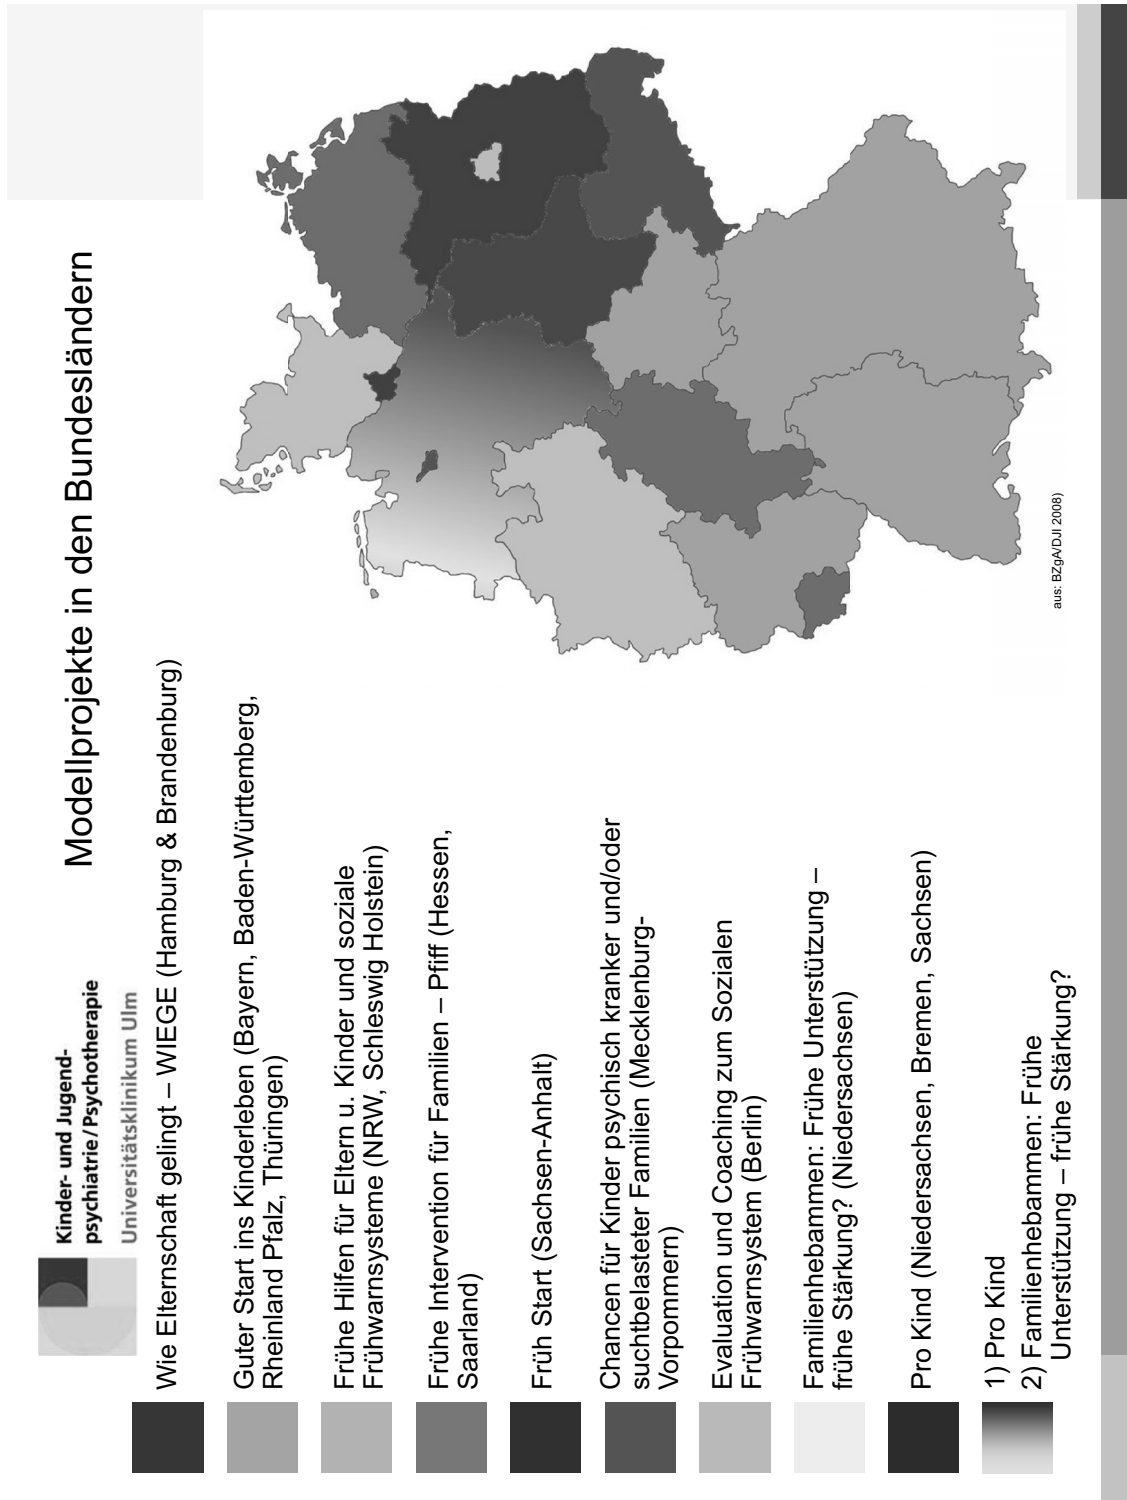 Kinder- und Jugend-
psychiatrie/Psychotherapie
Universitätsklinikum Ulm
Modellprojekte in den Bundesländern
Wie Elternschaft gelingt – WIEGE (Hamburg & Brandenburg)
Guter Start ins Kinderleben (Bayern, Baden-Württemberg,
Rheinland Pfalz, Thüringen)
Frühe Hilfen für Eltern u. Kinder und soziale
Frühwarnsysteme (NRW, Schleswig Holstein)
Frühe Intervention für Familien – Pfiff (Hessen,
Saarland)
Früh Start (Sachsen-Anhalt)
Chancen für Kinder psychisch kranker und/oder
suchtbelasteter Familien (Mecklenburg-
Vorpommern)
Evaluation und Coaching zum Sozialen
Frühwarnsystem (Berlin)
Familienhebammen: Frühe Unterstützung –
frühe Stärkung? (Niedersachsen)
Pro Kind (Niedersachsen, Bremen, Sachsen)
1) Pro Kind
2) Familienhebammen: Frühe
Unterstützung – frühe Stärkung?
aus: BZgA/DJI 2008)